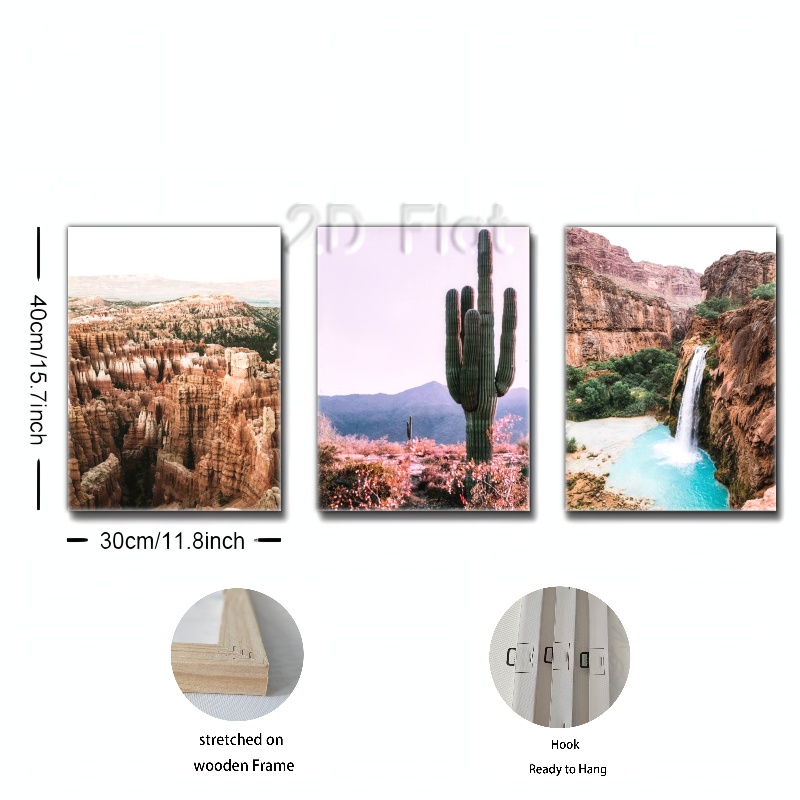 2D Flat
40cm/15.7inch
30cm/11.8inch
stretched on
wooden Frame
Hook
Ready to Hang